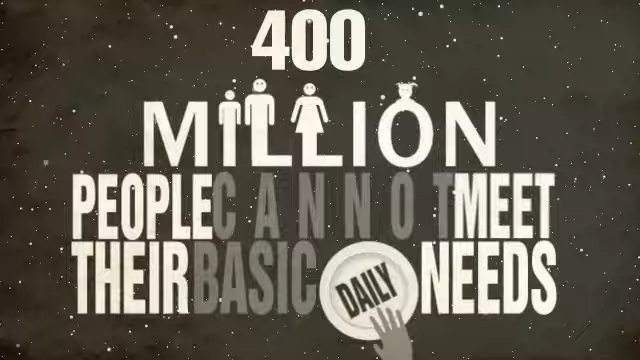 400
MILLION
PEOPLE CANNOT MEET
THEIR BASIC DAILY NEEDS